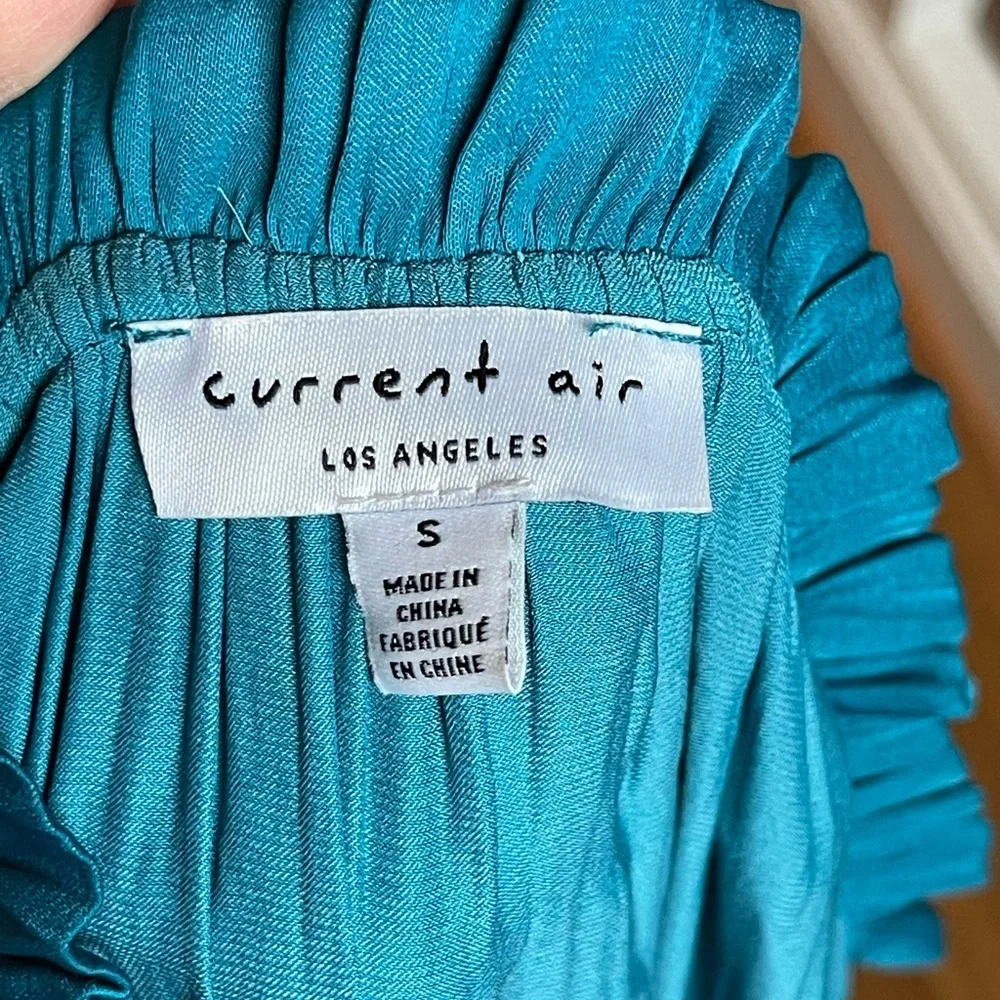 current air
LOS ANGELES
S
MADE IN
CHINA
FABRIQUÉ
EN CHINE